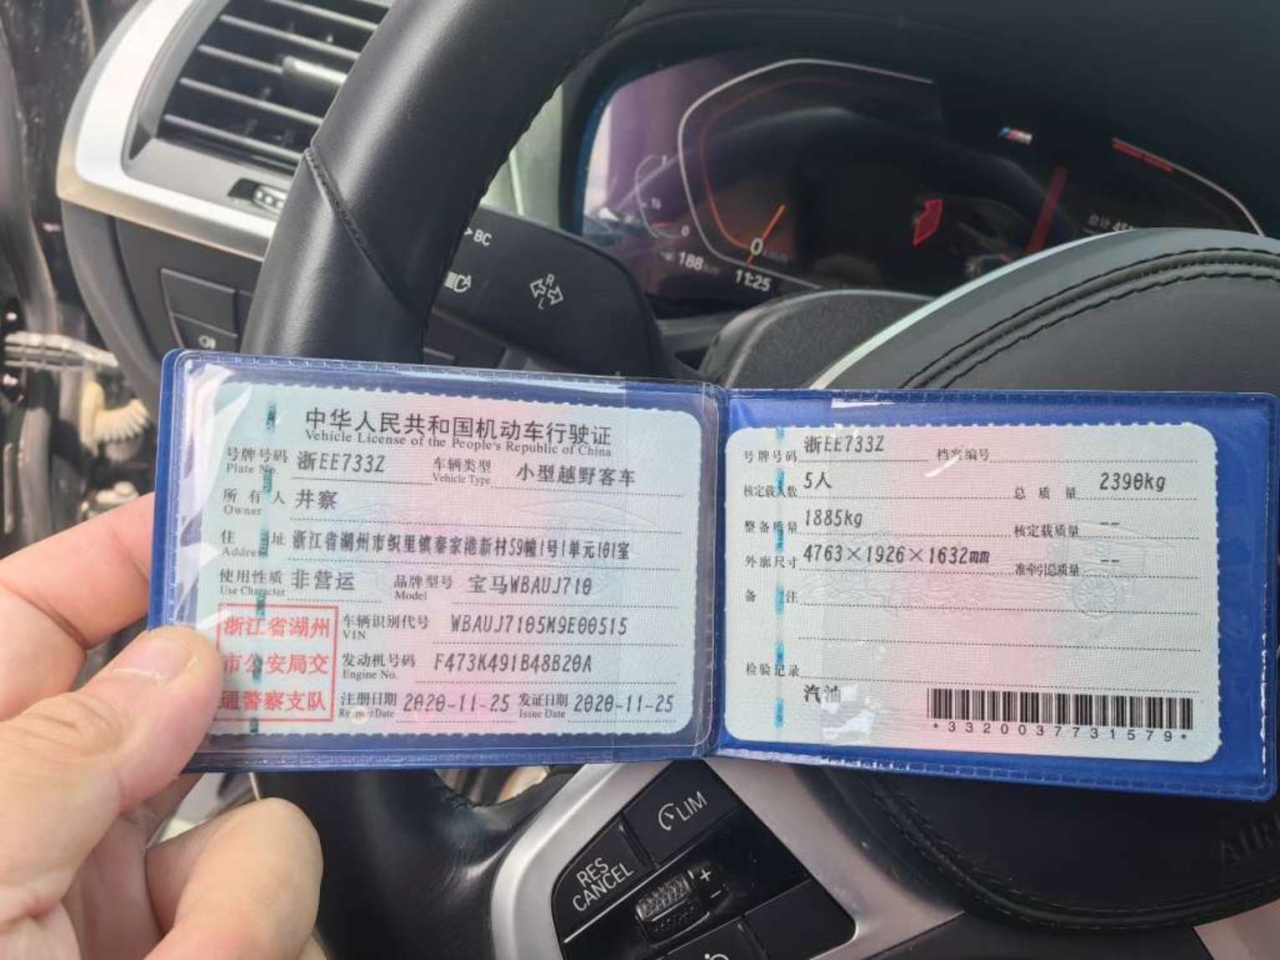 BC
R
L
0
0
188
11:25
总计
中华人民共和国机动车行驶证
Vehicle License of the People's Republic of China
号牌号码 浙EE733Z 车辆类型 小型越野客车
Plate No. Vehicle Type
所有人 井察
Owner
住址 浙江省湖州市织里镇秦家港新村59幢1号1单元101室
Address
使用性质 非营运 品牌型号 宝马WBAUJ710
Use Character Model
浙江省湖州
市公安局交
通警察支队
车辆识别代号 WBAUJ7105M9E00515
VIN
发动机号码 F473K491B48B20A
Engine No.
注册日期 2020-11-25 发证日期 2020-11-25
Register Date Issue Date
号牌号码 浙EE733Z 档案编号
核定载人数 5人 总质量 2390kg
整备质量 1885kg 核定载质量 --
外廓尺寸 4763×1926×1632mm 准牵引总质量 --
备注
检验记录
汽油
*3320037731579*
LIM
RES
CANCEL
+
-
AIR